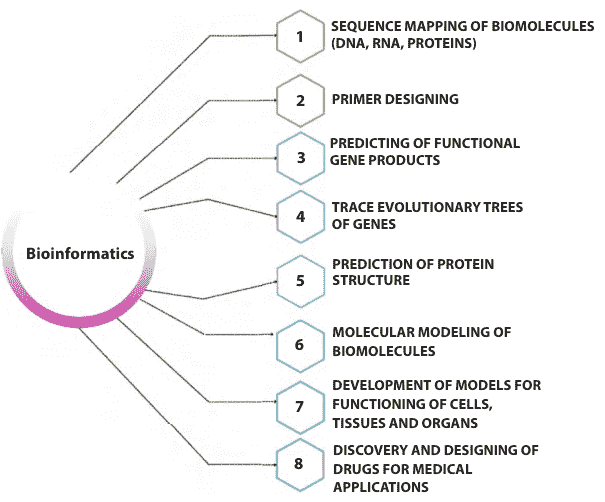 1
SEQUENCE MAPPING OF BIOMOLECULES
(DNA, RNA, PROTEINS)
2
PRIMER DESIGNING
3
PREDICTING OF FUNCTIONAL
GENE PRODUCTS
4
TRACE EVOLUTIONARY TREES
OF GENES
Bioinformatics
5
PREDICTION OF PROTEIN
STRUCTURE
6
MOLECULAR MODELING OF
BIOMOLECULES
7
DEVELOPMENT OF MODELS FOR
FUNCTIONING OF CELLS,
TISSUES AND ORGANS
8
DISCOVERY AND DESIGNING OF
DRUGS FOR MEDICAL
APPLICATIONS